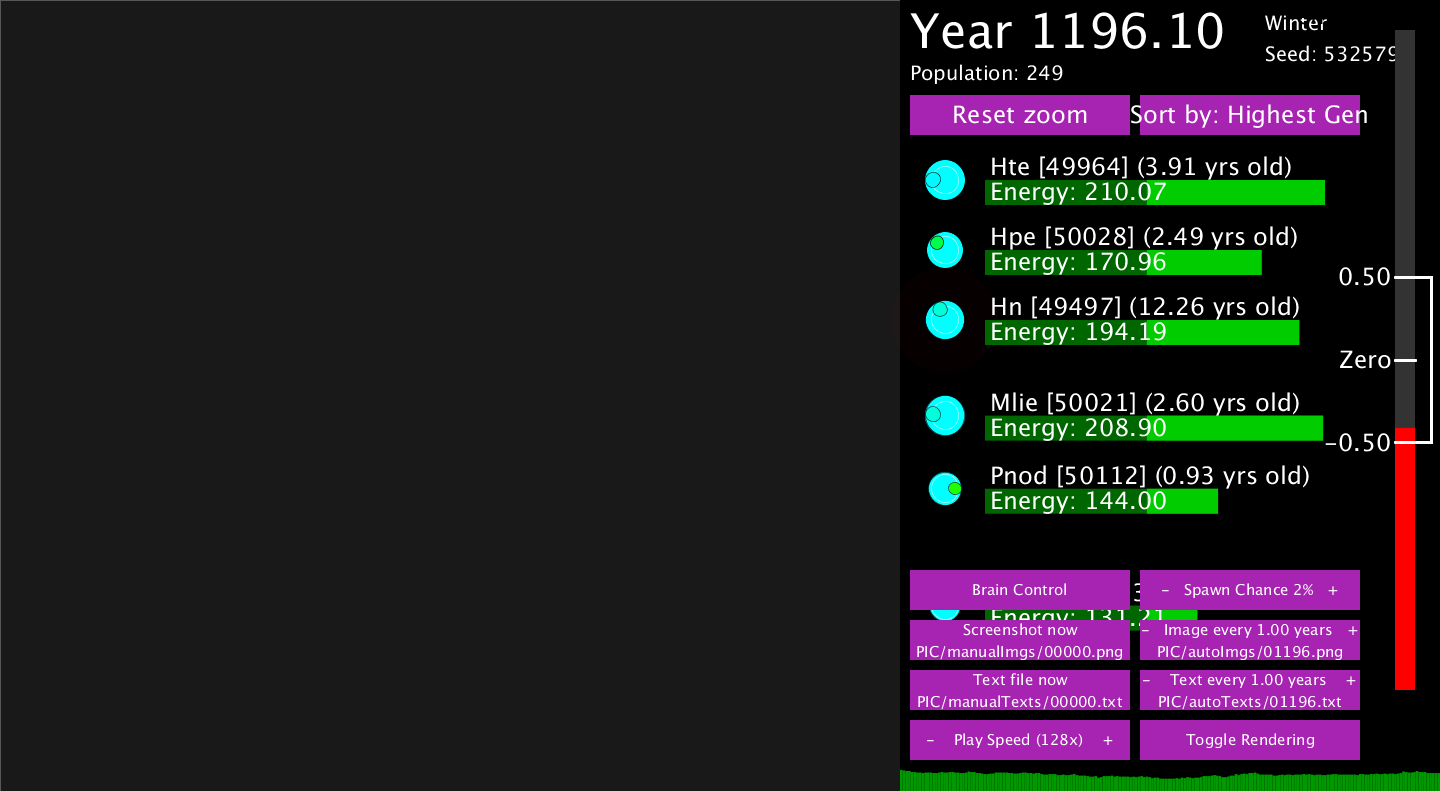 Year 1196.10
Winter
Seed: 532579
Population: 249
Reset zoom
Sort by: Highest Gen
Hte [49964] (3.91 yrs old)
Energy: 210.07
Hpe [50028] (2.49 yrs old)
Energy: 170.96
Hn [49497] (12.26 yrs old)
Energy: 194.19
0.50
Zero
Mlie [50021] (2.60 yrs old)
Energy: 208.90
-0.50
Pnod [50112] (0.93 yrs old)
Energy: 144.00
Brain Control
- Spawn Chance 2% +
Energy: 131.21
Screenshot now
PIC/manualImgs/00000.png
- Image every 1.00 years +
PIC/autoImgs/01196.png
Text file now
PIC/manualTexts/00000.txt
- Text every 1.00 years +
PIC/autoTexts/01196.txt
- Play Speed (128x) +
Toggle Rendering